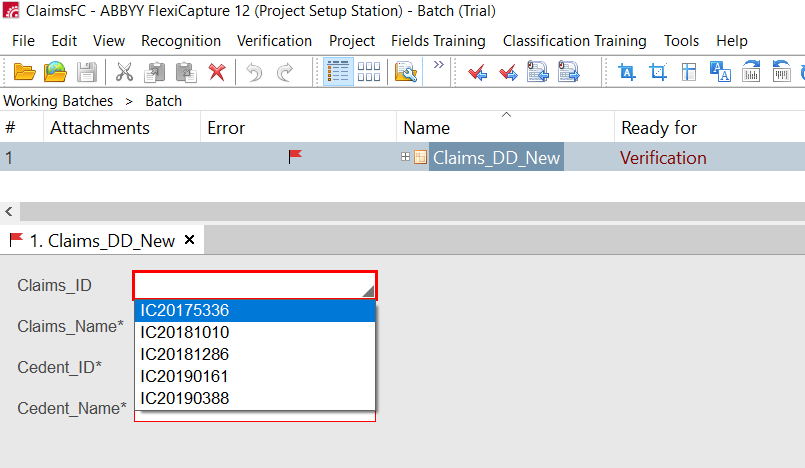 ClaimsFC - ABBYY FlexiCapture 12 (Project Setup Station) - Batch (Trial)
File Edit View Recognition Verification Project Fields Training Classification Training Tools Help
Working Batches > Batch
# Attachments Error Name Ready for
1 Claims_DD_New Verification
1. Claims_DD_New
Claims_ID
IC20175336
Claims_Name*
IC20181010
IC20181286
Cedent_ID*
IC20190161
IC20190388
Cedent_Name*